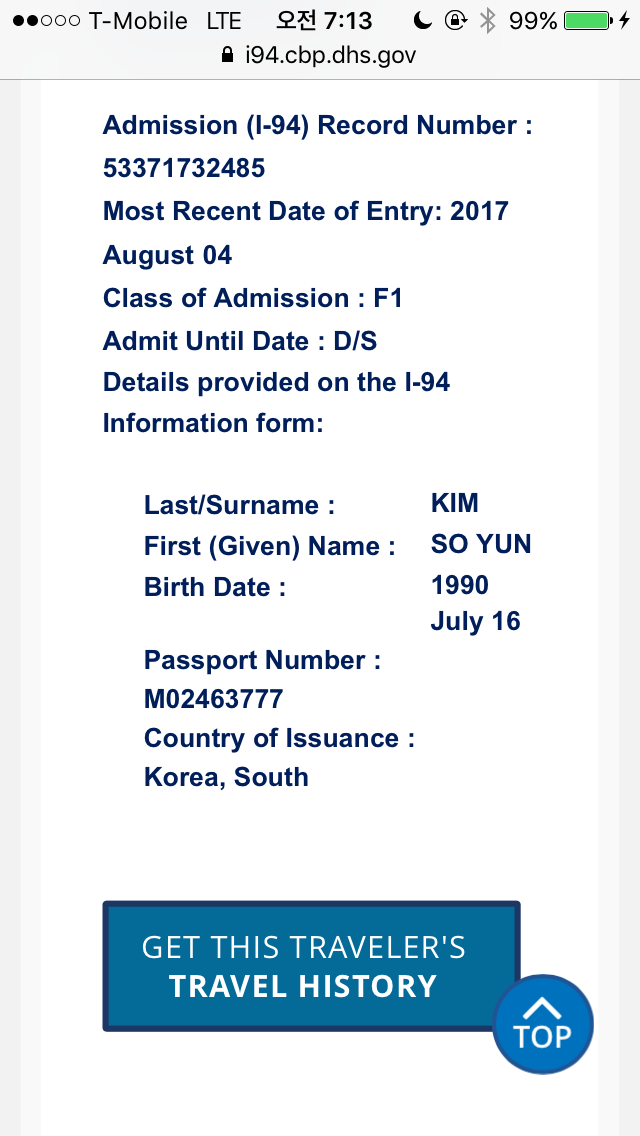 T-Mobile LTE 오전 7:13 99%
i94.cbp.dhs.gov
Admission (I-94) Record Number :
53371732485
Most Recent Date of Entry: 2017
August 04
Class of Admission : F1
Admit Until Date : D/S
Details provided on the I-94
Information form:
Last/Surname : KIM
First (Given) Name : SO YUN
Birth Date : 1990
July 16
Passport Number :
M02463777
Country of Issuance :
Korea, South
GET THIS TRAVELER'S
TRAVEL HISTORY
TOP